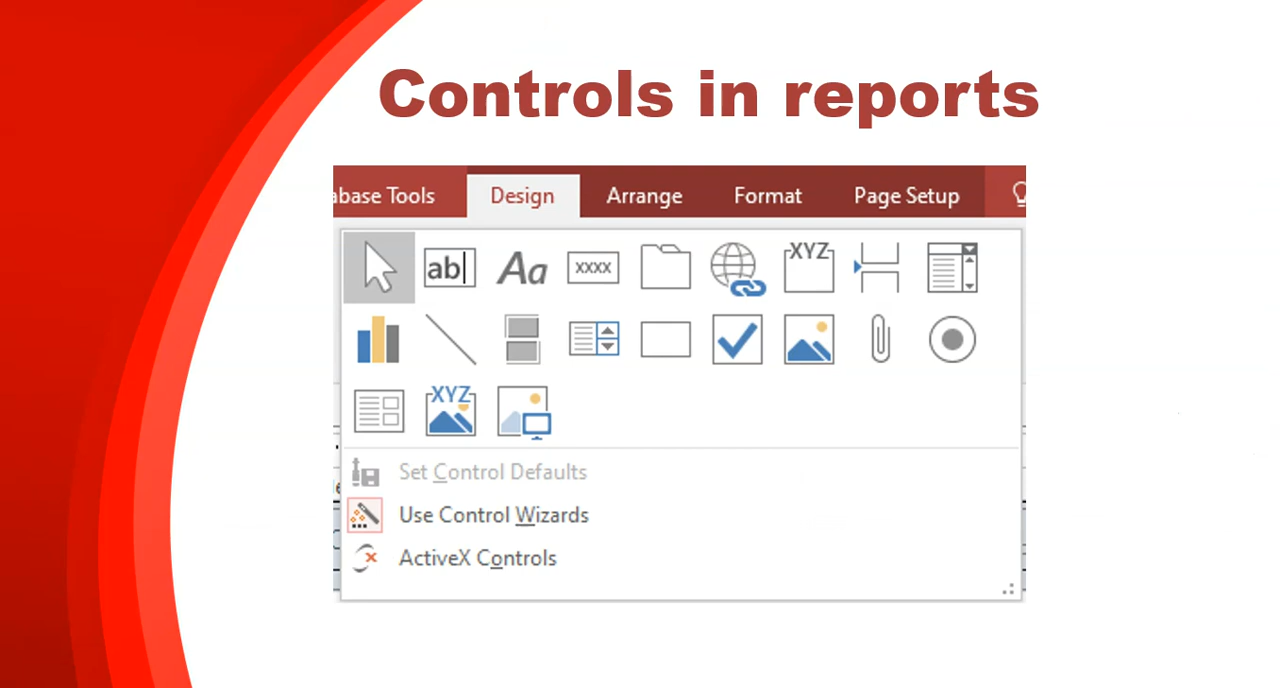 Controls in reports
abase Tools Design Arrange Format Page Setup
ab Aa XXXX XYZ
XYZ
Set Control Defaults
Use Control Wizards
ActiveX Controls